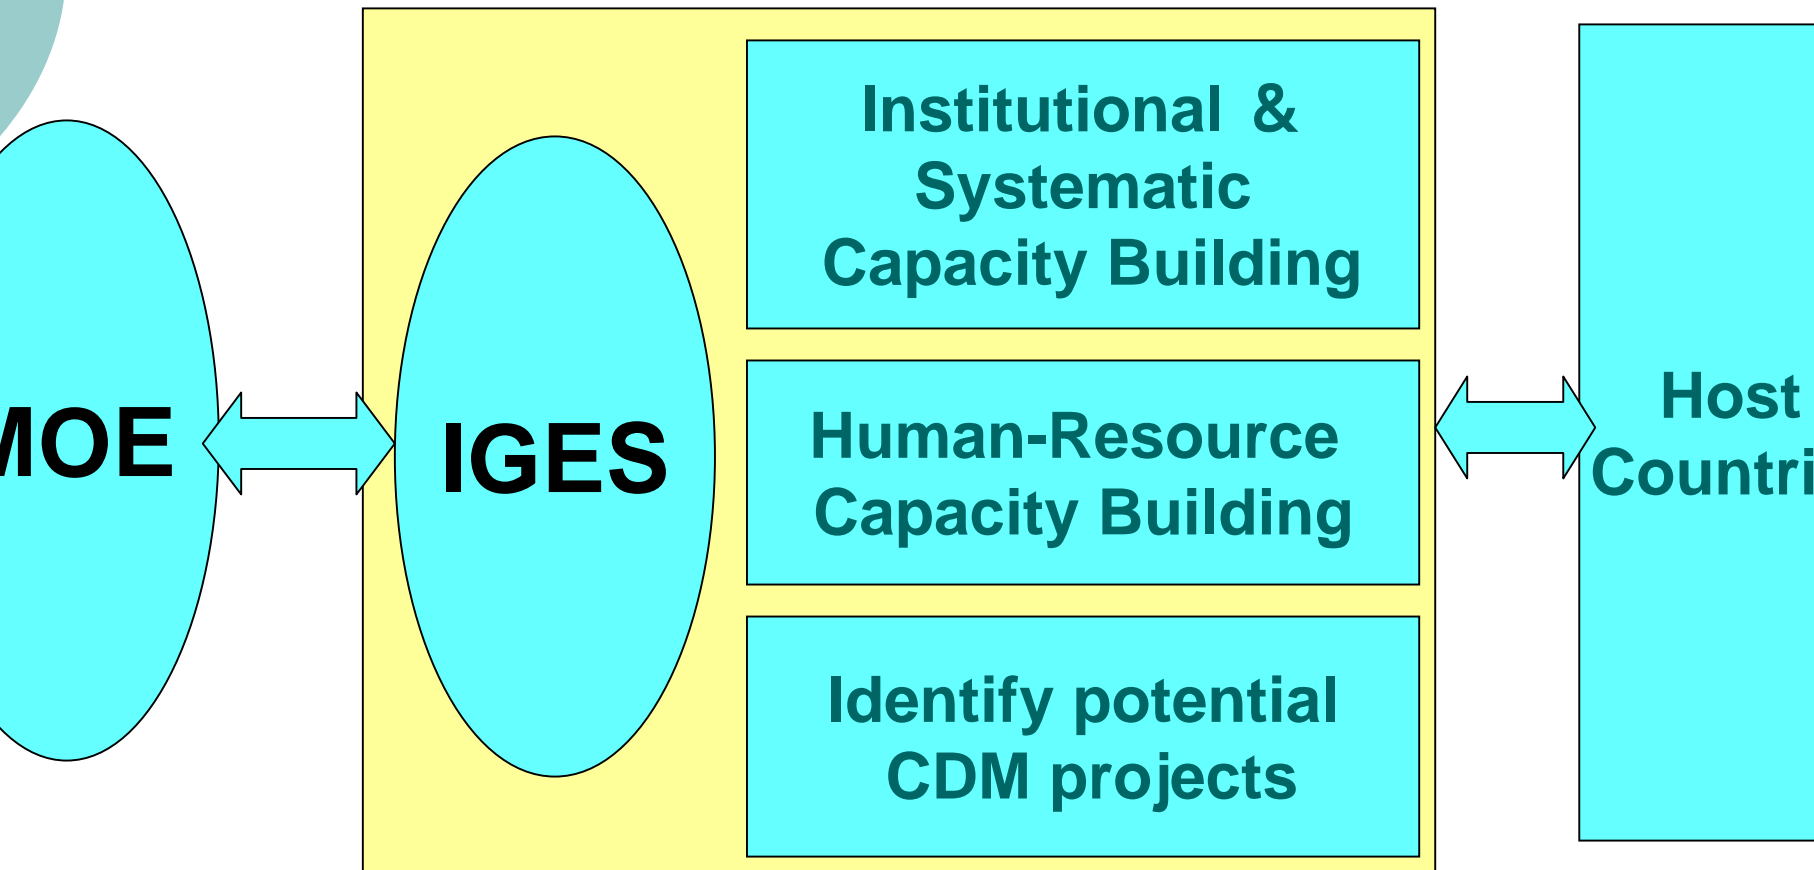 MOE
IGES
Institutional &
Systematic
Capacity Building
Human-Resource
Capacity Building
Identify potential
CDM projects
Host